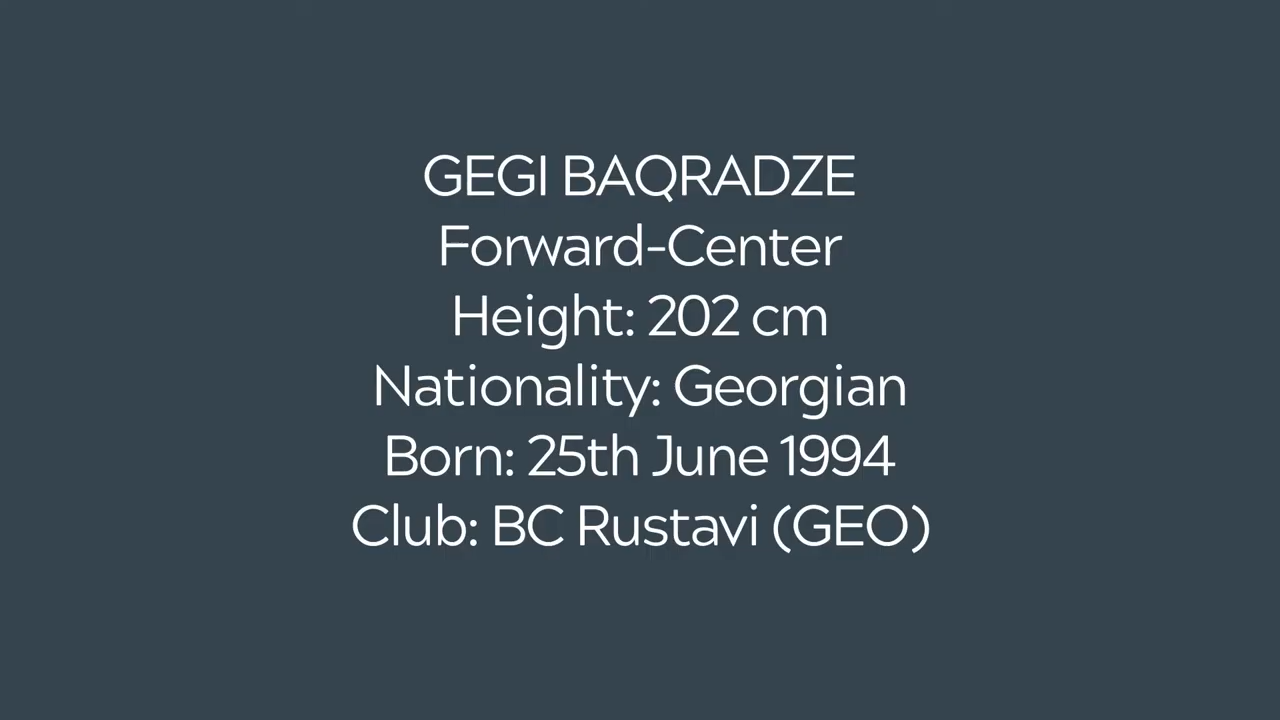 GEGI BAQRADZE
Forward-Center
Height: 202 cm
Nationality: Georgian
Born: 25th June 1994
Club: BC Rustavi (GEO)